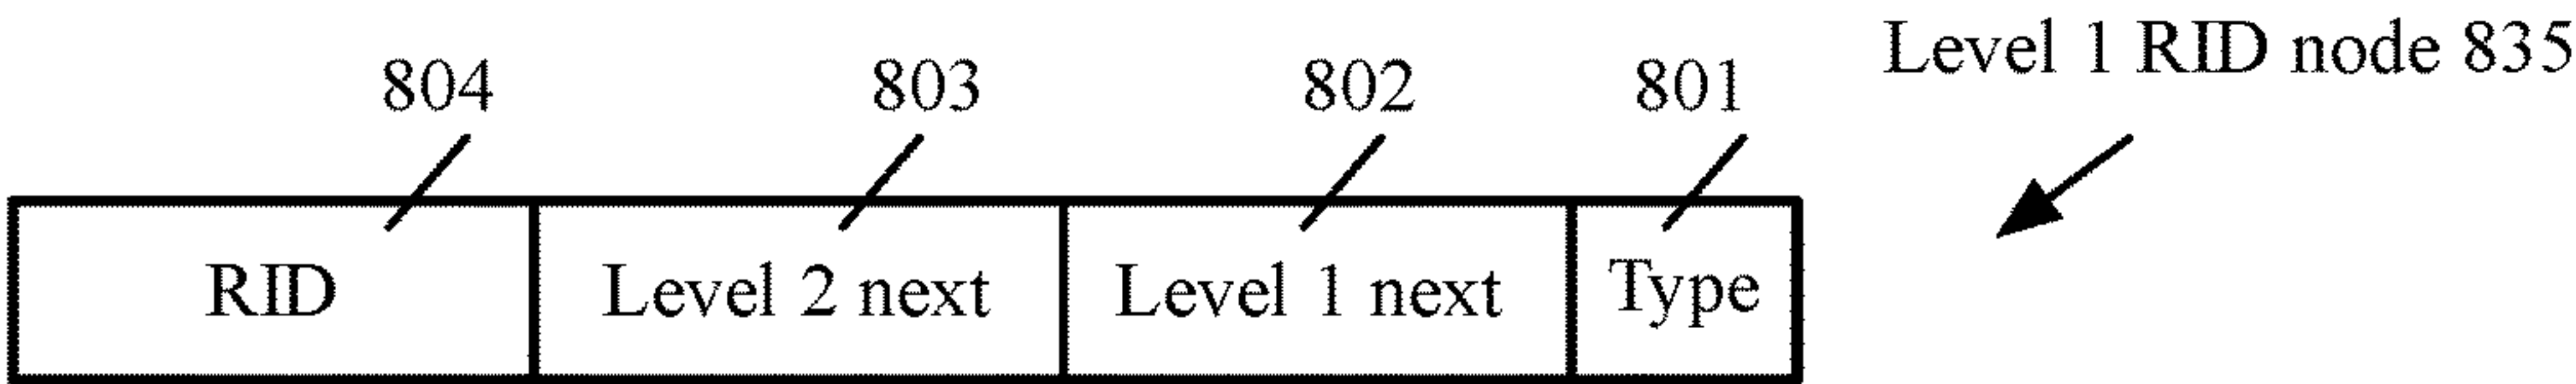 Level 1 RID node 835
804 803 802 801
RID Level 2 next Level 1 next Type